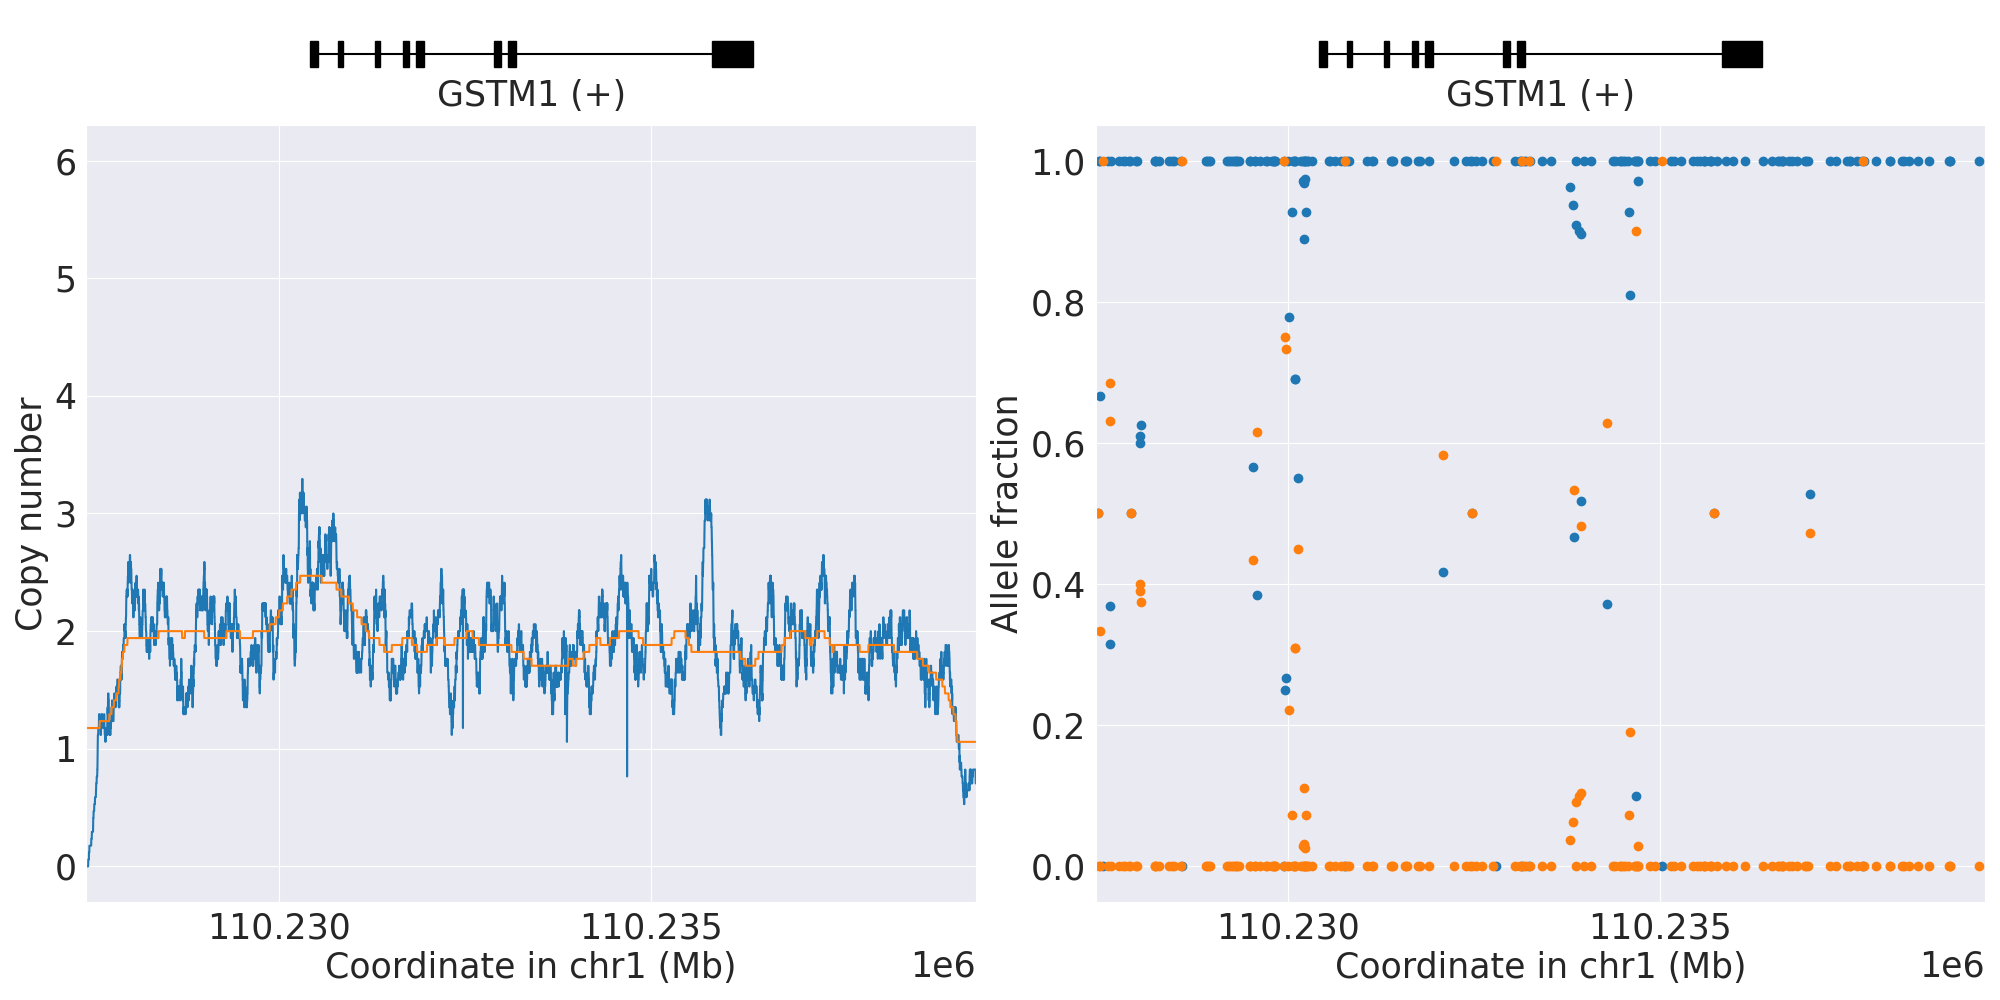 GSTM1 (+)
Copy number
6
5
4
3
2
1
0
110.230
110.235
Coordinate in chr1 (Mb)
1e6
GSTM1 (+)
Allele fraction
1.0
0.8
0.6
0.4
0.2
0.0
110.230
110.235
Coordinate in chr1 (Mb)
1e6